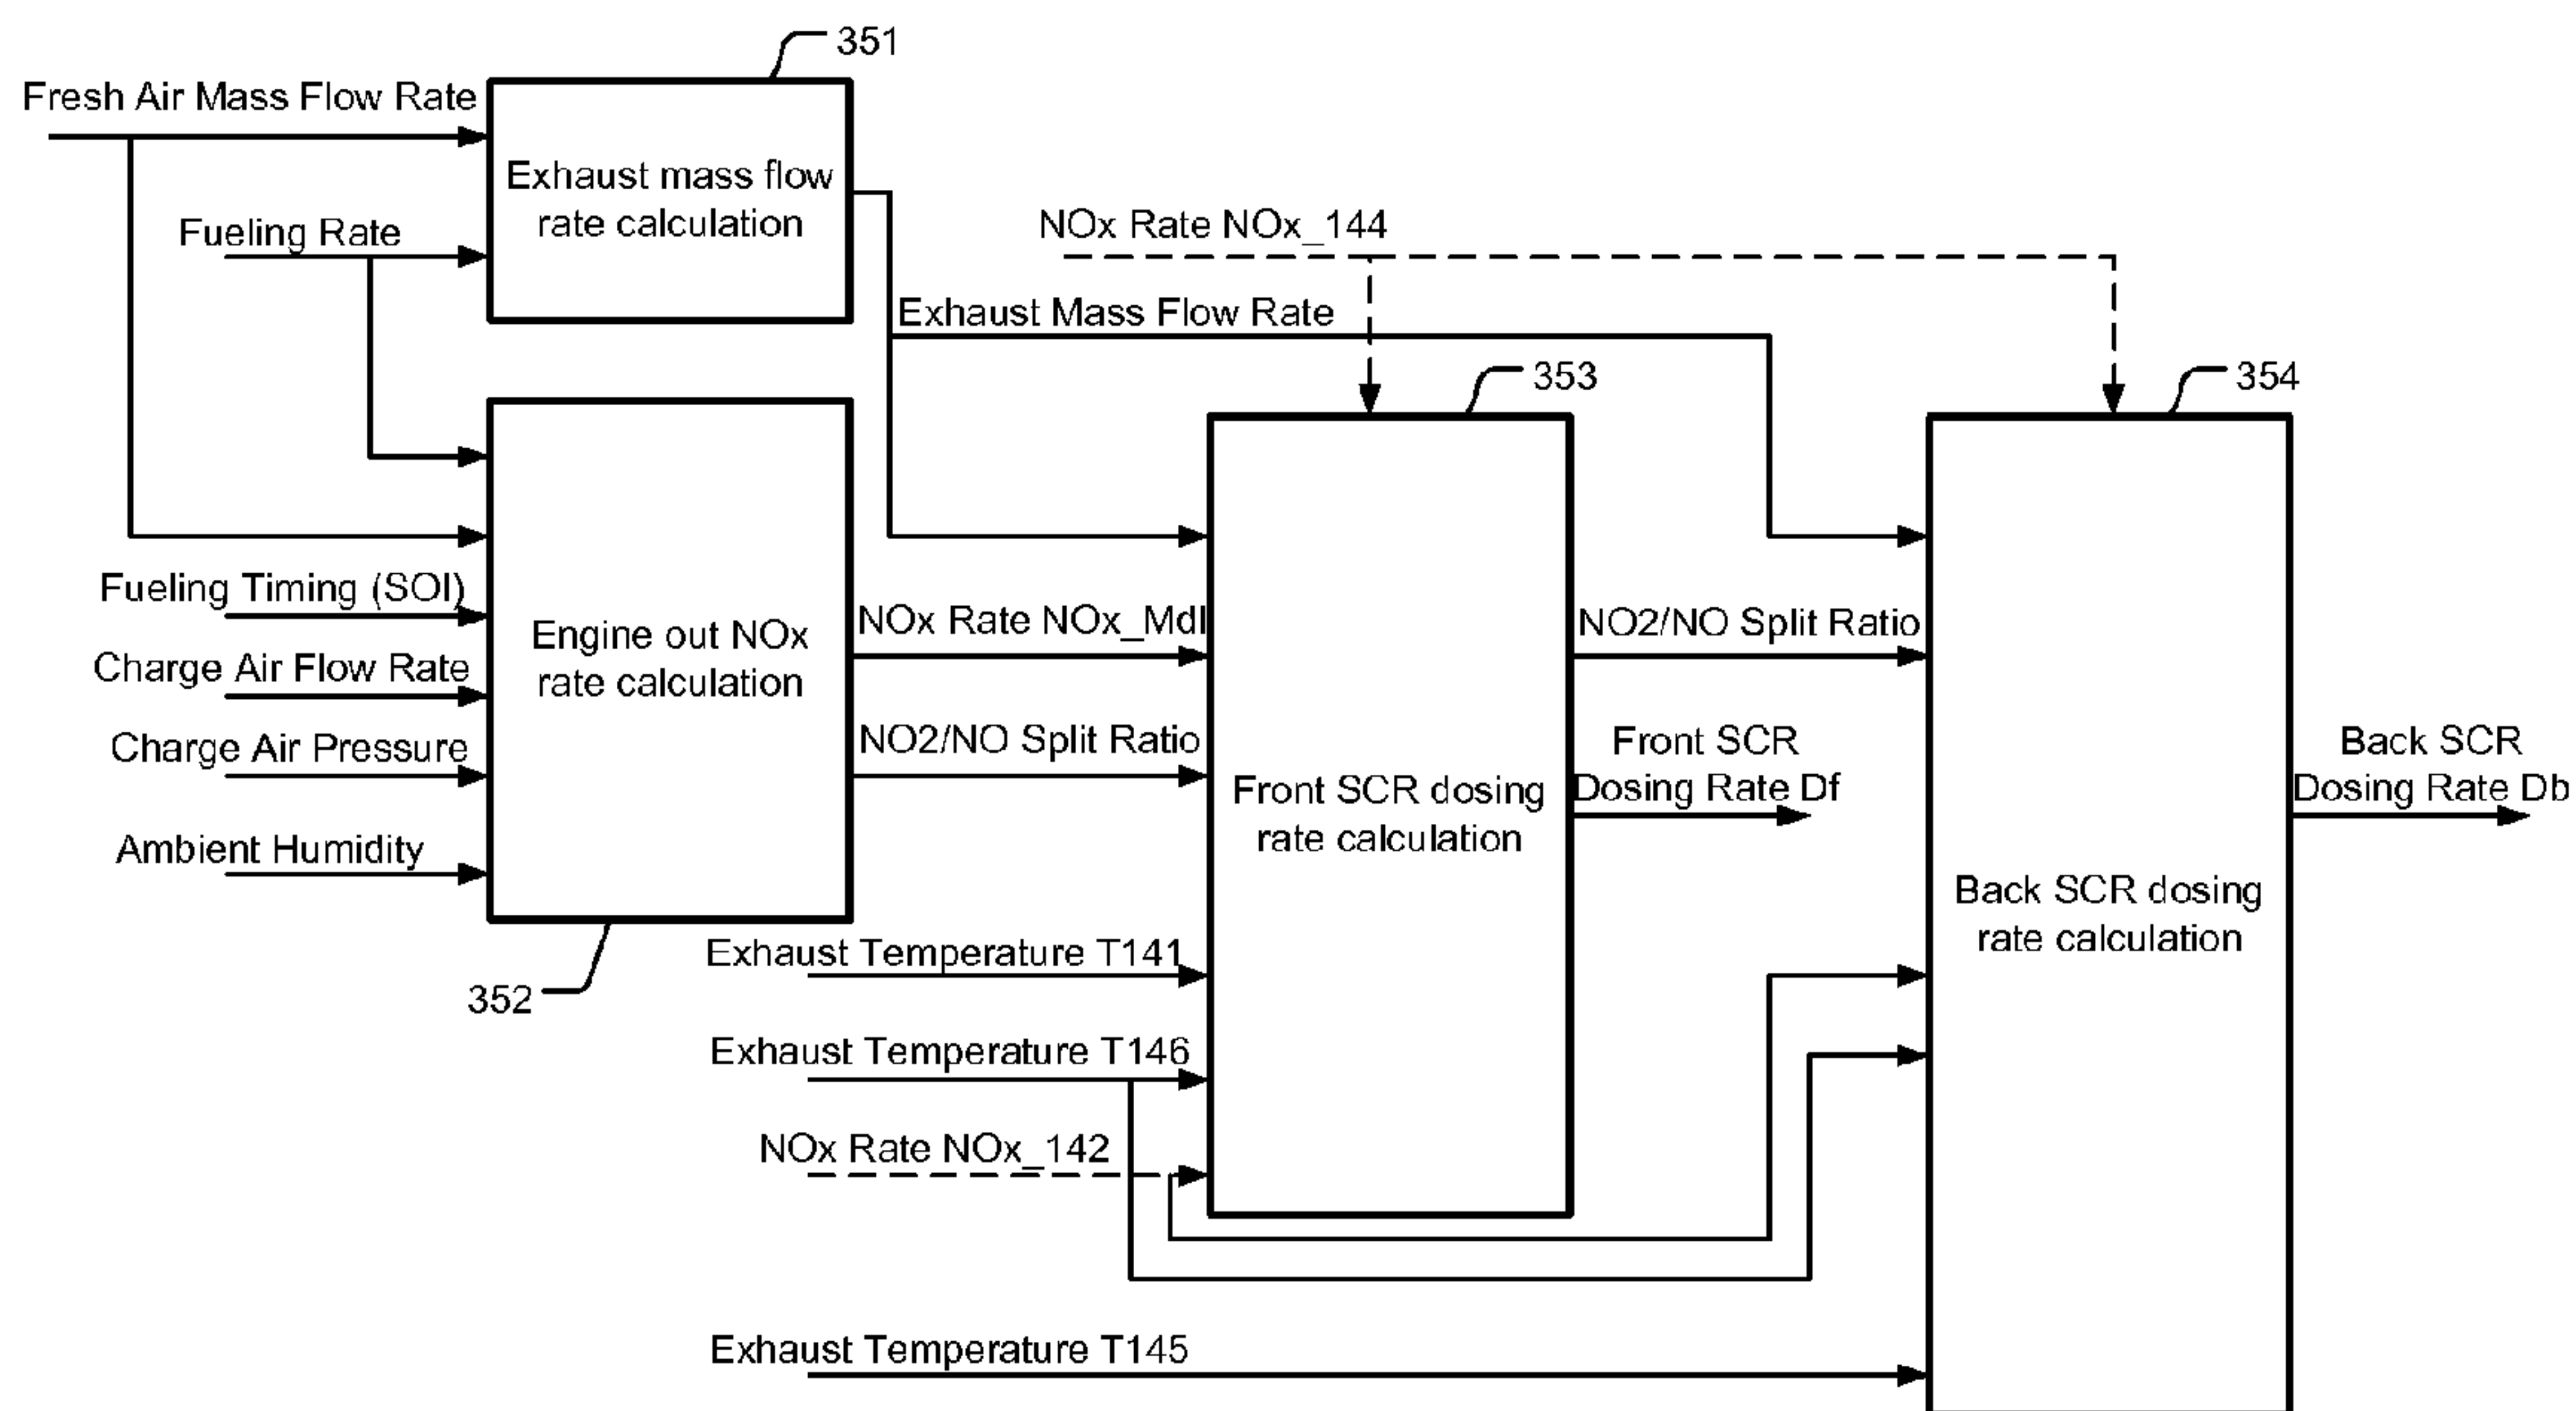 351
Fresh Air Mass Flow Rate
Exhaust mass flow
rate calculation
Fueling Rate
NOx Rate NOx_144
Exhaust Mass Flow Rate
353
354
Fueling Timing (SOI)
Charge Air Flow Rate
Charge Air Pressure
Ambient Humidity
Engine out NOx
rate calculation
352
NOx Rate NOx_Mdl
NO2/NO Split Ratio
Exhaust Temperature T141
Exhaust Temperature T146
NOx Rate NOx_142
Exhaust Temperature T145
Front SCR dosing
rate calculation
NO2/NO Split Ratio
Front SCR
Dosing Rate Df
Back SCR dosing
rate calculation
Back SCR
Dosing Rate Db